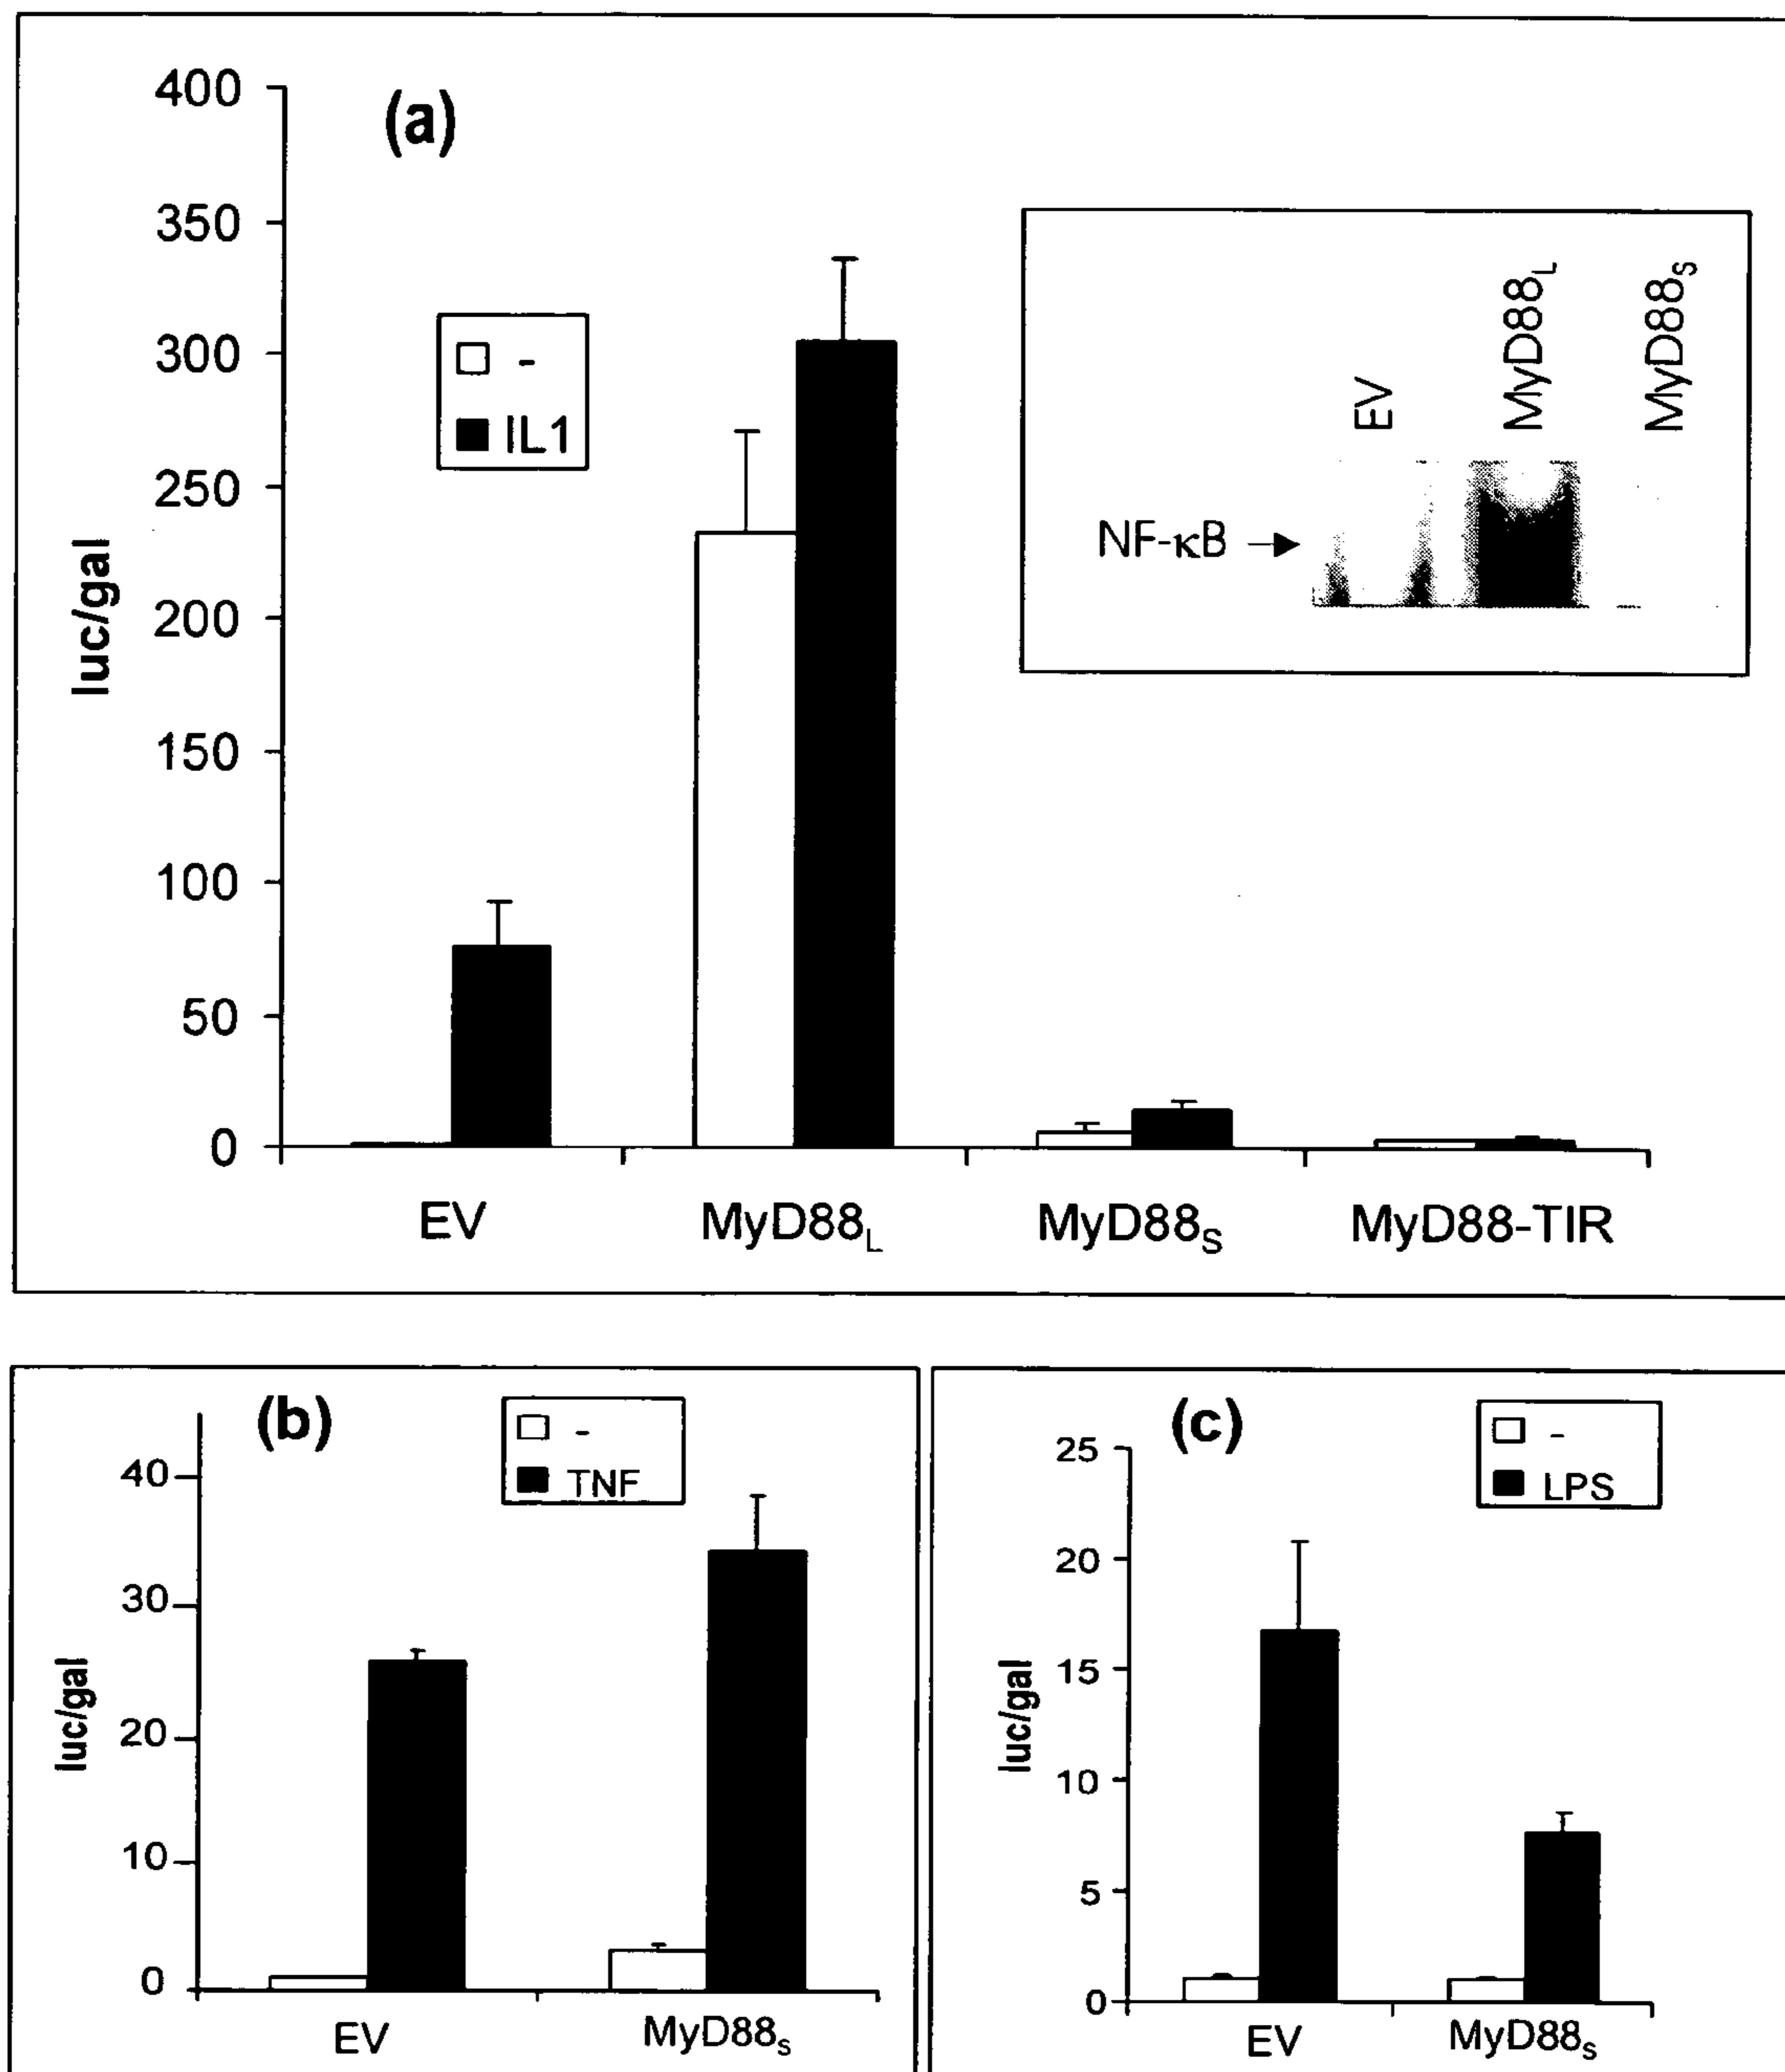 (a)
400
350
300
250
200
150
100
50
0
luc/gal
-
IL1
EV
MyD88L
MyD88S
NF-κB
EV
MyD88L
MyD88S
MyD88-TIR
(b)
-
TNF
40
30
20
10
0
luc/gal
EV
MyD88s
(c)
-
LPS
25
20
15
10
5
0
luc/gal
EV
MyD88s